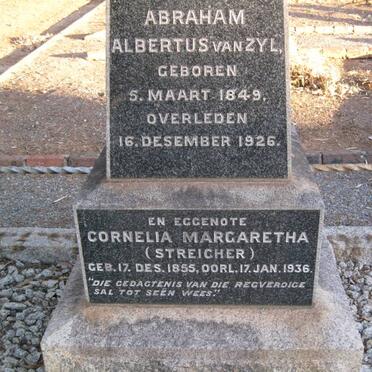 ABRAHAM
ALBERTUS VAN ZYL,
GEBOREN
5. MAART 1849,
OVERLEDEN
16. DESEMBER 1926.
EN EGGENOTE
CORNELIA MARGARETHA
(STREICHER)
GEB. 17. DES. 1855, OORL. 17. JAN. 1936.
"DIE GEDAGTENIS VAN DIE REGVERDIGE
SAL TOT SEËN WEES."